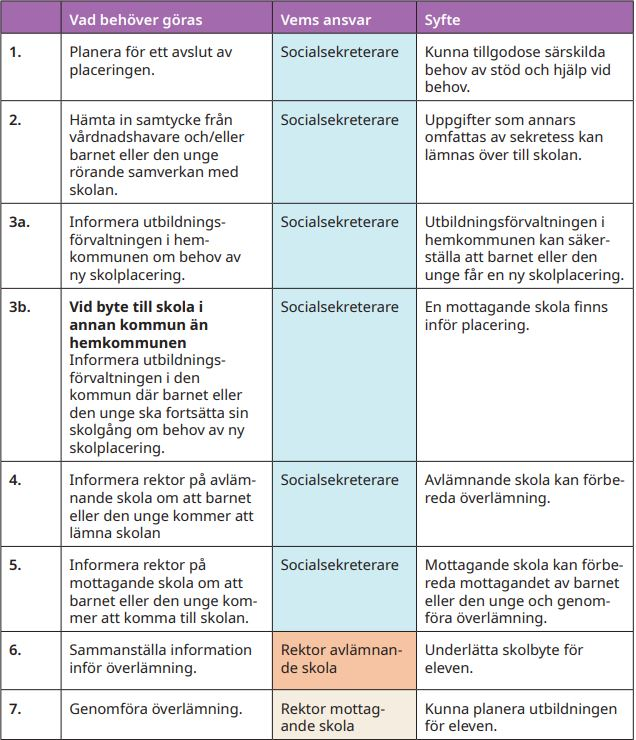 Vad behöver göras Vems ansvar Syfte
1. Planera för ett avslut av placeringen. Socialsekreterare Kunna tillgodose särskilda behov av stöd och hjälp vid behov.
2. Hämta in samtycke från vårdnadshavare och/eller barnet eller den unge rörande samverkan med skolan. Socialsekreterare Uppgifter som annars omfattas av sekretess kan lämnas över till skolan.
3a. Informera utbildnings-förvaltningen i hem-kommunen om behov av ny skolplacering. Socialsekreterare Utbildningsförvaltningen i hemkommunen kan säker-ställa att barnet eller den unge får en ny skolplacering.
3b. Vid byte till skola i annan kommun än hemkommunen Informera utbildnings-förvaltningen i den kommun där barnet eller den unge ska fortsätta sin skolgång om behov av ny skolplacering. Socialsekreterare En mottagande skola finns inför placering.
4. Informera rektor på avläm-nande skola om att barnet eller den unge kommer att lämna skolan Socialsekreterare Avlämnande skola kan förbe-reda överlämning.
5. Informera rektor på mottagande skola om att barnet eller den unge kom-mer att komma till skolan. Socialsekreterare Mottagande skola kan förbe-reda mottagandet av barnet eller den unge och genom-föra överlämning.
6. Sammanställa information inför överlämning. Rektor avlämnan-de skola Underlätta skolbyte för eleven.
7. Genomföra överlämning. Rektor mottag-ande skola Kunna planera utbildningen för eleven.